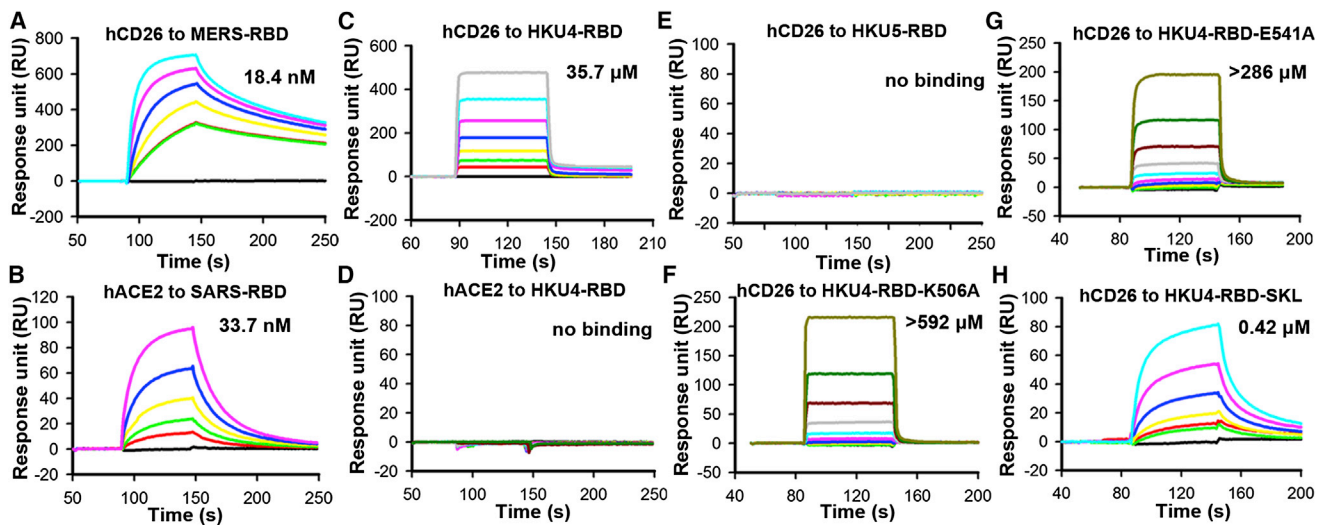 A
hCD26 to MERS-RBD
18.4 nM
Response unit (RU)
800
600
400
200
0
-200
50 100 150 200 250
Time (s)
B
hACE2 to SARS-RBD
33.7 nM
Response unit (RU)
120
100
80
60
40
20
0
-20
50 100 150 200 250
Time (s)
C
hCD26 to HKU4-RBD
35.7 µM
Response unit (RU)
600
400
200
0
-200
60 90 120 150 180 210
Time (s)
D
hACE2 to HKU4-RBD
no binding
Response unit (RU)
100
80
60
40
20
0
-20
50 100 150 200 250
Time (s)
E
hCD26 to HKU5-RBD
no binding
Response unit (RU)
100
80
60
40
20
0
-20
50 100 150 200 250
Time (s)
F
hCD26 to HKU4-RBD-K506A
>592 µM
Response unit (RU)
250
200
150
100
50
0
-50
40 80 120 160 200
Time (s)
G
hCD26 to HKU4-RBD-E541A
>286 µM
Response unit (RU)
250
200
150
100
50
0
-50
40 80 120 160 200
Time (s)
H
hCD26 to HKU4-RBD-SKL
0.42 µM
Response unit (RU)
100
80
60
40
20
0
-20
40 80 120 160 200
Time (s)